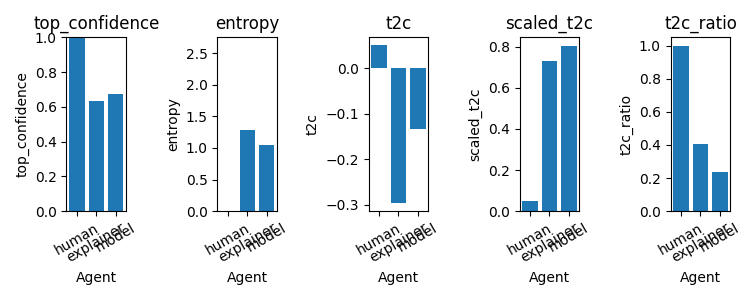 top_confidence
entropy
t2c
scaled_t2c
t2c_ratio
top_confidence
1.0
0.8
0.6
0.4
0.2
0.0
human
explainer
model
Agent
entropy
2.5
2.0
1.5
1.0
0.5
0.0
human
explainer
model
Agent
t2c
0.0
−0.1
−0.2
−0.3
human
explainer
model
Agent
scaled_t2c
0.8
0.6
0.4
0.2
0.0
human
explainer
model
Agent
t2c_ratio
1.0
0.8
0.6
0.4
0.2
0.0
human
explainer
model
Agent